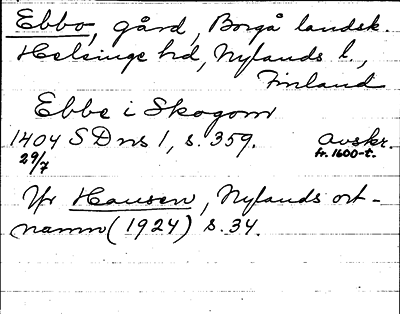 Ebbo, gård, Borgå landsk.
Helsinge hd, Nylands l.,
Finland
Ebbe i Skogom
1404 SDns 1, s. 359. avskr.
29/7 fr. 1600-t.
Yfr Hausen, Nylands ort-
namn (1924) s. 34.